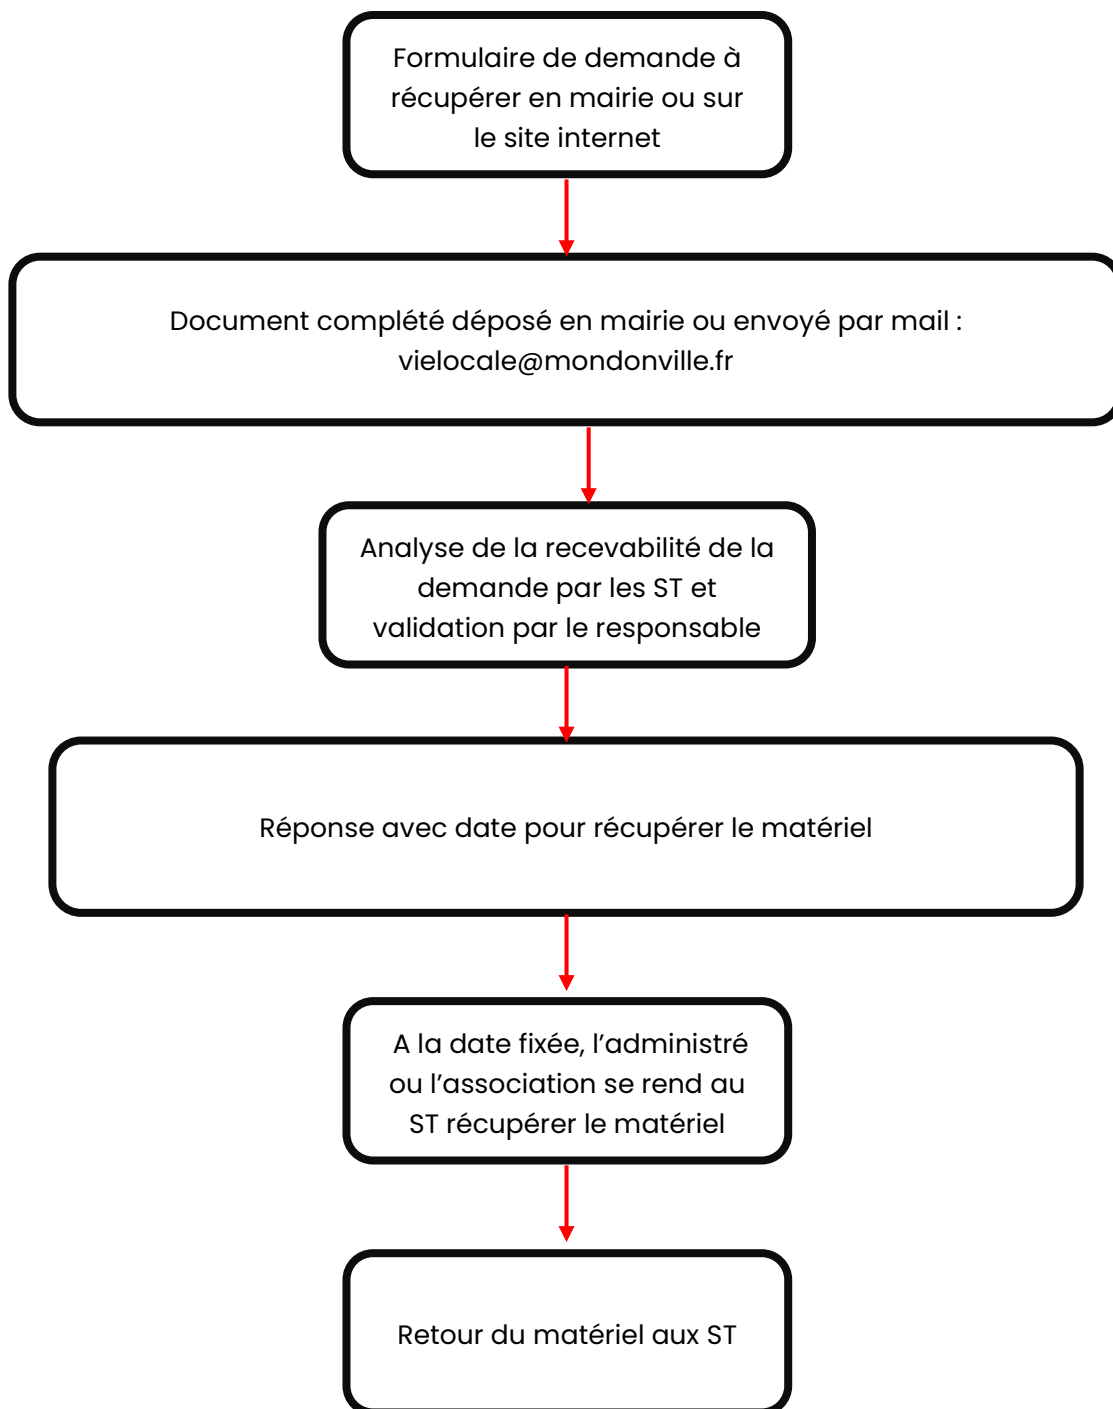 Formulaire de demande à
récupérer en mairie ou sur
le site internet
Document complété déposé en mairie ou envoyé par mail :
vielocale@mondonville.fr
Analyse de la recevabilité de la
demande par les ST et
validation par le responsable
Réponse avec date pour récupérer le matériel
A la date fixée, l’administré
ou l’association se rend au
ST récupérer le matériel
Retour du matériel aux ST